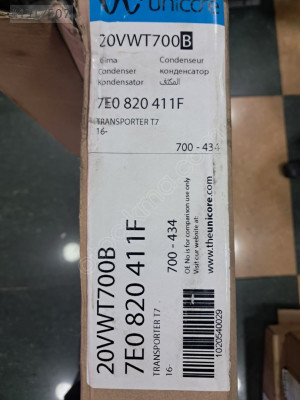 unicore
20VWT700B
Klima Condenseur
Condenser конденсатор
Kondensator المكثف
7E0 820 411F
TRANSPORTER T7
16-
700 - 434
20VWT700B
7E0 820 411F
TRANSPORTER T7
16-
700 - 434
OE No is for comparison use only
Visit our website at:
www.theunicore.com
1020540029